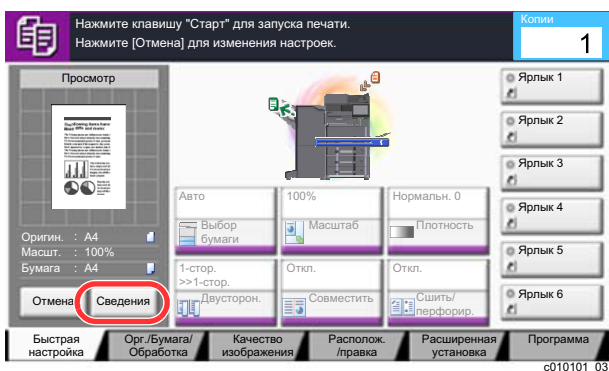 Нажмите клавишу "Старт" для запуска печати.
Нажмите [Отмена] для изменения настроек.
Копии
1
Просмотр
Оригин. : A4
Масшт. : 100%
Бумага : A4
Отмена
Сведения
Авто
Выбор
бумаги
100%
Масштаб
Нормальн. 0
Плотность
1-стор.
>>1-стор.
Двусторон.
Откл.
Совместить
Откл.
Сшить/
перфорир.
Ярлык 1
Ярлык 2
Ярлык 3
Ярлык 4
Ярлык 5
Ярлык 6
Быстрая
настройка
Орг./Бумага/
Обработка
Качество
изображения
Располож.
/правка
Расширенная
установка
Программа
c010101_03